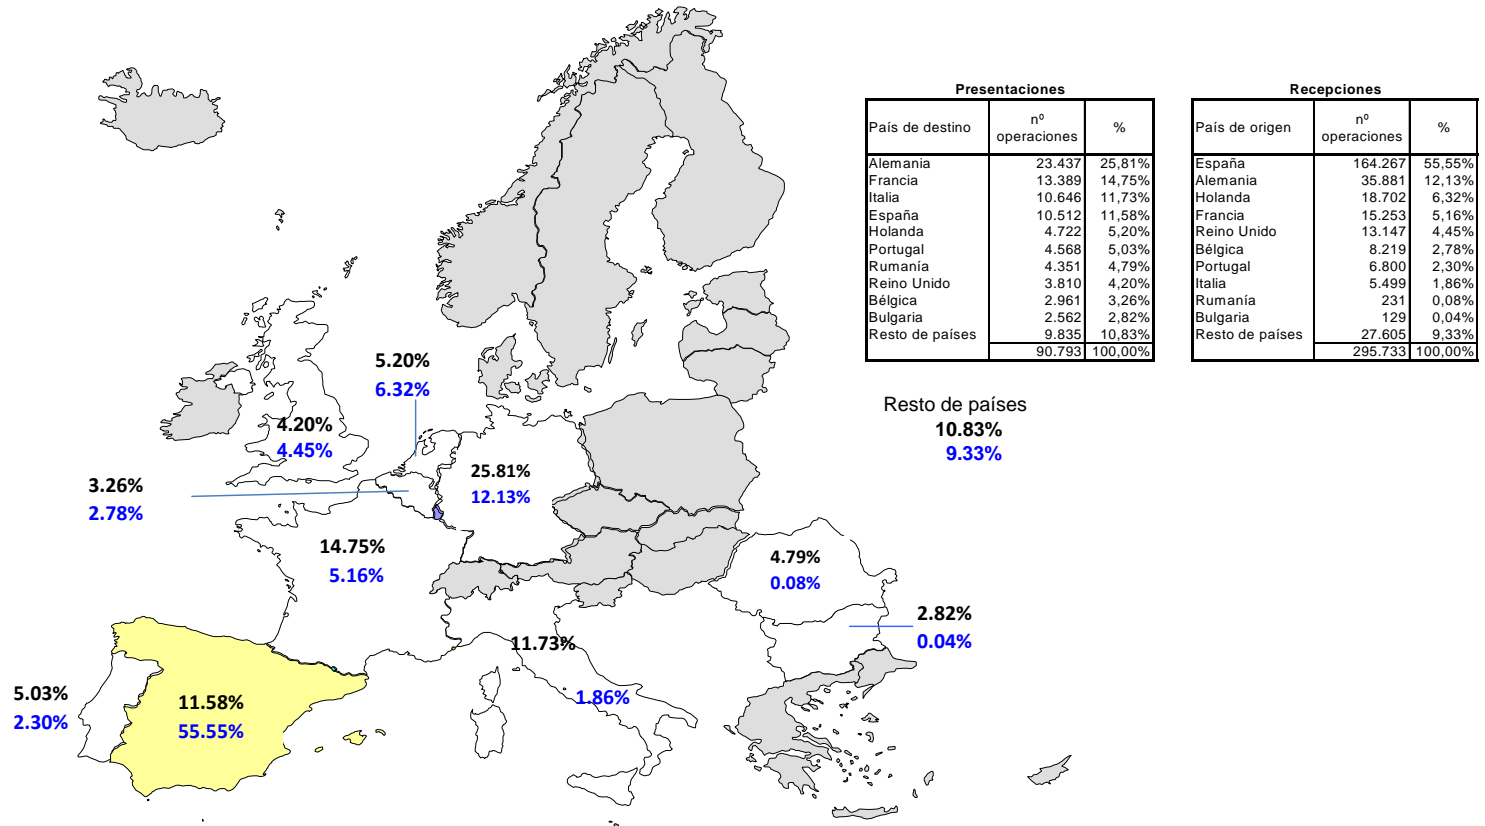 Presentaciones
País de destino nº operaciones %
Alemania 23.437 25,81%
Francia 13.389 14,75%
Italia 10.646 11,73%
España 10.512 11,58%
Holanda 4.722 5,20%
Portugal 4.568 5,03%
Rumanía 4.351 4,79%
Reino Unido 3.810 4,20%
Bélgica 2.961 3,26%
Bulgaria 2.562 2,82%
Resto de países 9.835 10,83%
90.793 100,00%
Recepciones
País de origen nº operaciones %
España 164.267 55,55%
Alemania 35.881 12,13%
Holanda 18.702 6,32%
Francia 15.253 5,16%
Reino Unido 13.147 4,45%
Bélgica 8.219 2,78%
Portugal 6.800 2,30%
Italia 5.499 1,86%
Rumanía 231 0,08%
Bulgaria 129 0,04%
Resto de países 27.605 9,33%
295.733 100,00%
5.20%
6.32%
Resto de países
10.83%
9.33%
4.20%
4.45%
25.81%
12.13%
3.26%
2.78%
14.75%
5.16%
4.79%
0.08%
2.82%
0.04%
11.73%
1.86%
5.03%
2.30%
11.58%
55.55%